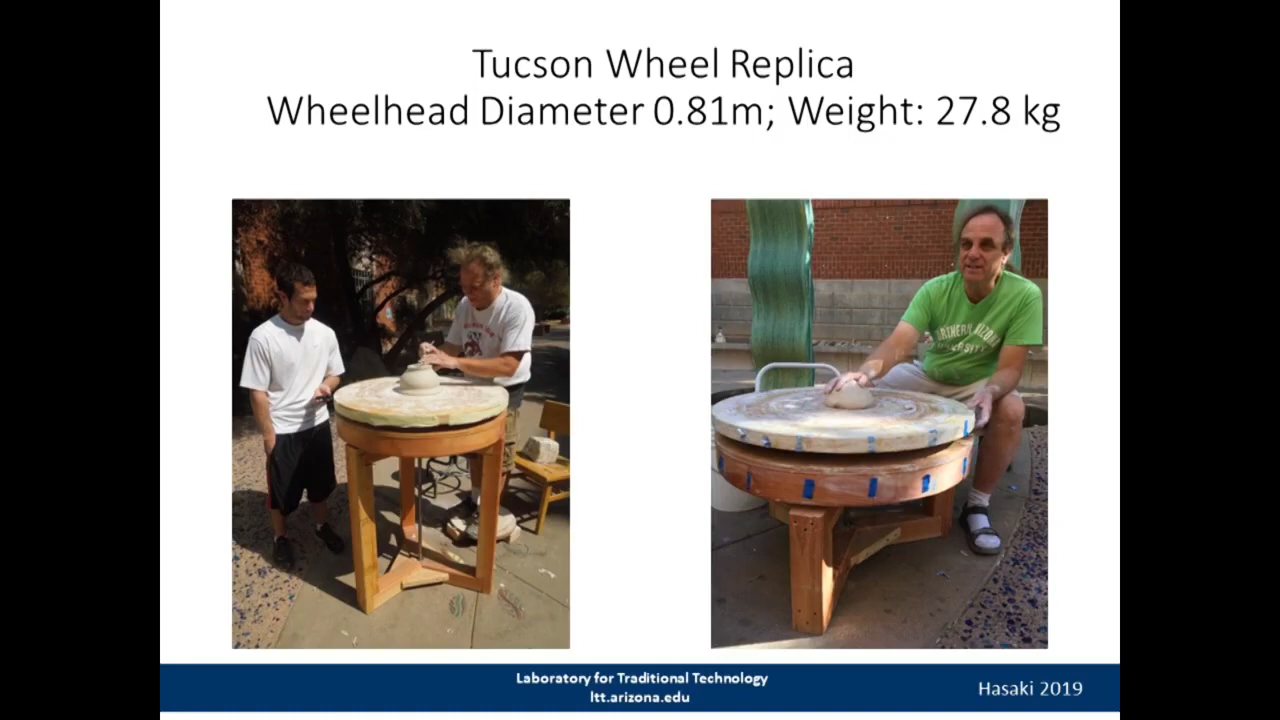 Tucson Wheel Replica
Wheelhead Diameter 0.81m; Weight: 27.8 kg
Laboratory for Traditional Technology
ltt.arizona.edu
Hasaki 2019